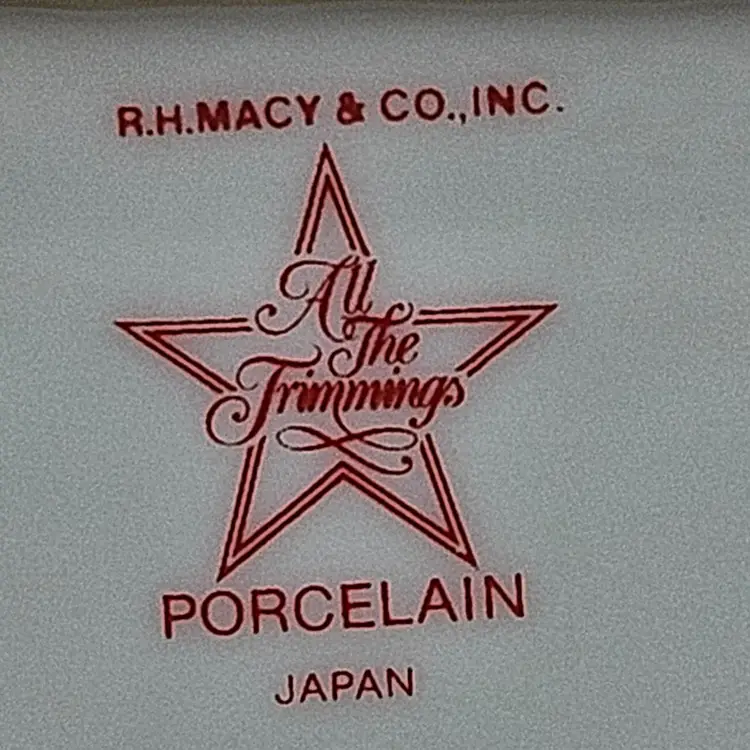 R.H.MACY & CO.,INC.
All
The
Trimmings
PORCELAIN
JAPAN